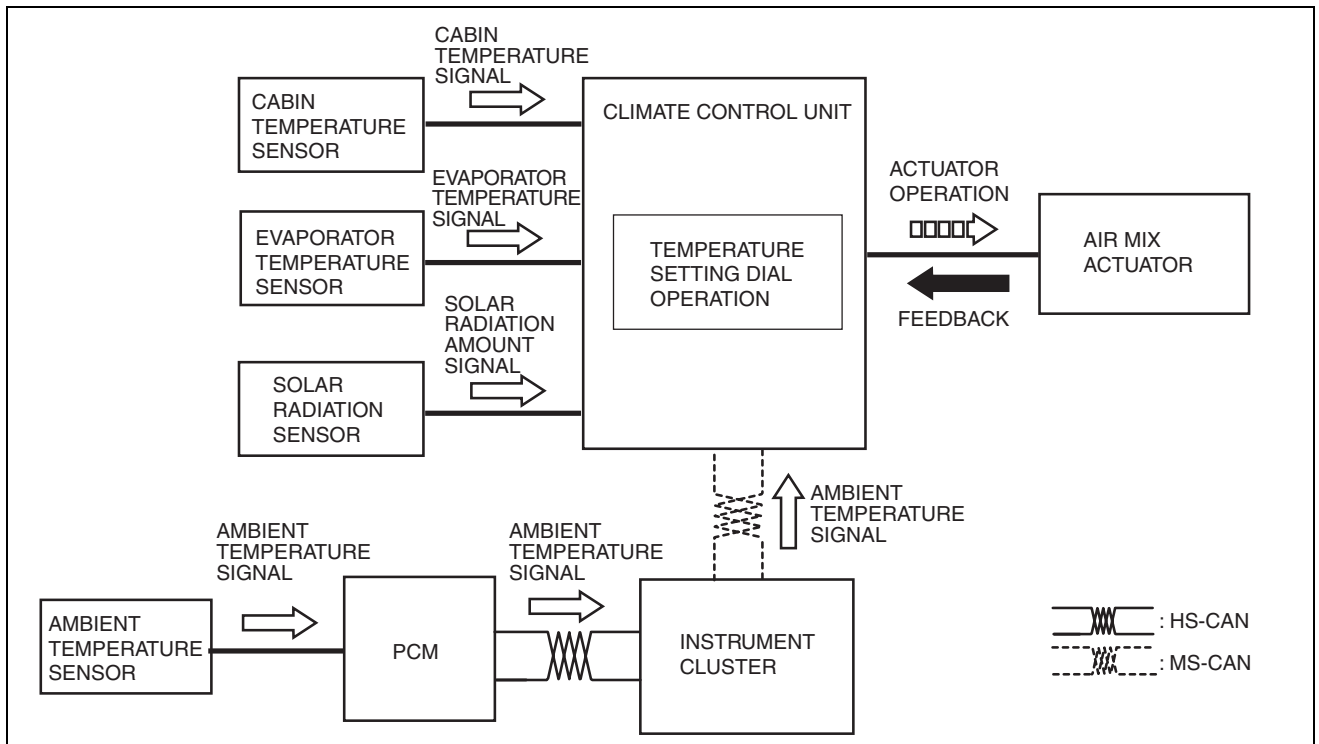 CABIN
TEMPERATURE
SIGNAL
CABIN
TEMPERATURE
SENSOR
CLIMATE CONTROL UNIT
EVAPORATOR
TEMPERATURE
SIGNAL
EVAPORATOR
TEMPERATURE
SENSOR
TEMPERATURE
SETTING DIAL
OPERATION
ACTUATOR
OPERATION
AIR MIX
ACTUATOR
FEEDBACK
SOLAR
RADIATION
AMOUNT
SIGNAL
SOLAR
RADIATION
SENSOR
AMBIENT
TEMPERATURE
SIGNAL
AMBIENT
TEMPERATURE
SIGNAL
AMBIENT
TEMPERATURE
SIGNAL
AMBIENT
TEMPERATURE
SENSOR
PCM
INSTRUMENT
CLUSTER
: HS-CAN
: MS-CAN